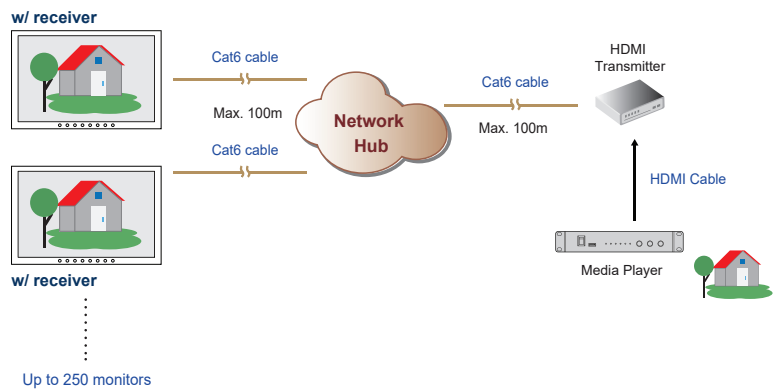 w/ receiver
Cat6 cable
Max. 100m
Cat6 cable
Network
Hub
Cat6 cable
Max. 100m
HDMI
Transmitter
HDMI Cable
Media Player
w/ receiver
Up to 250 monitors